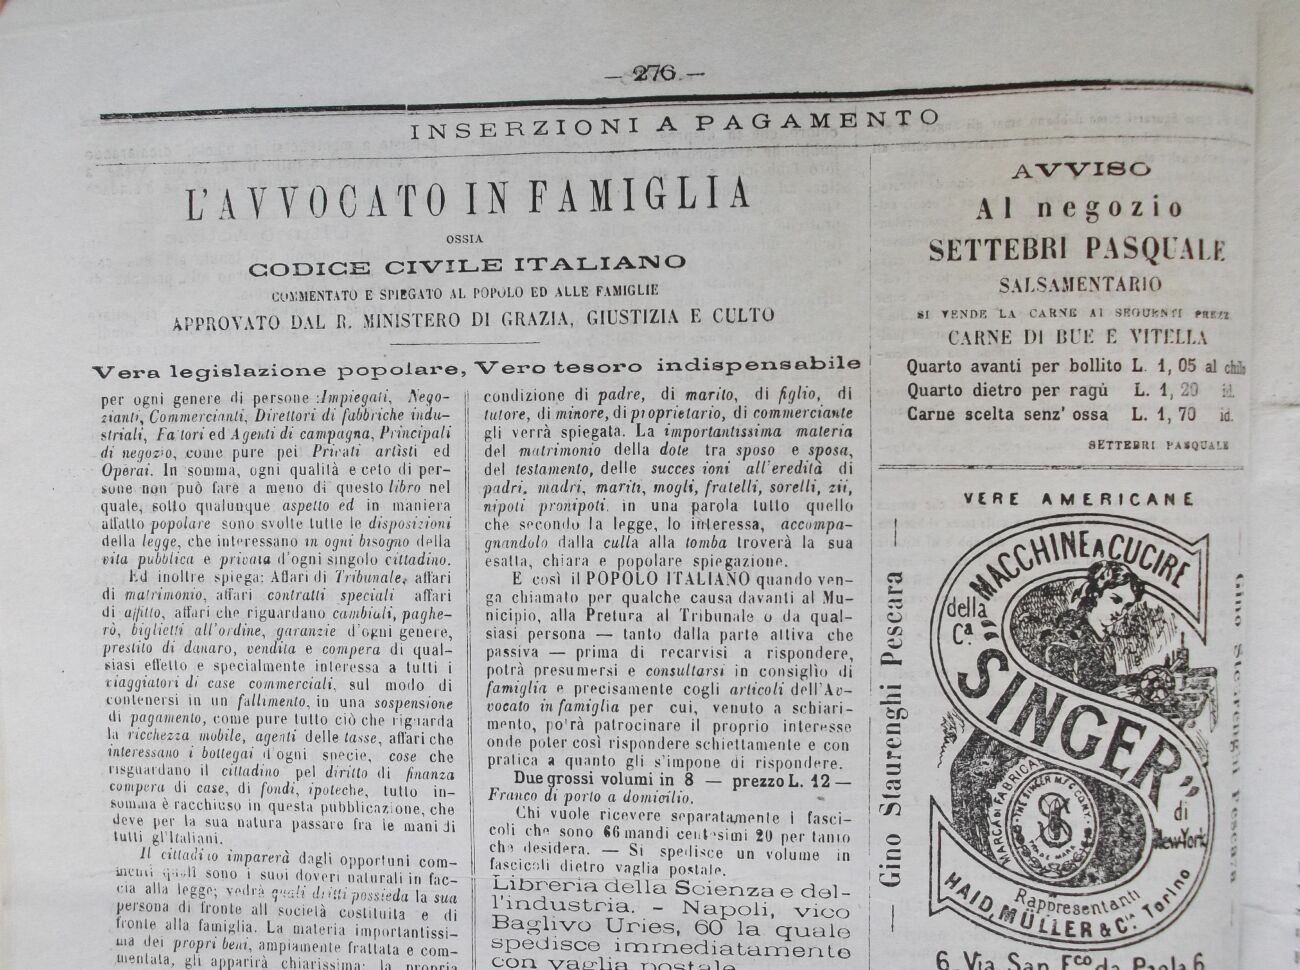 — 276 —
INSERZIONI A PAGAMENTO
L'AVVOCATO IN FAMIGLIA
OSSIA
CODICE CIVILE ITALIANO
COMMENTATO E SPIEGATO AL POPOLO ED ALLE FAMIGLIE
APPROVATO DAL R. MINISTERO DI GRAZIA, GIUSTIZIA E CULTO
Vera legislazione popolare, Vero tesoro indispensabile
per ogni genere di persone : Impiegati, Nego-
zianti, Commercianti, Direttori di fabbriche indu-
striali, Fattori ed Agenti di campagna, Principali
di negozio, come pure pei Privati artisti ed
Operai. In somma, ogni qualità e ceto di per-
sone non può fare a meno di questo libro nel
quale, sotto qualunque aspetto ed in maniera
affatto popolare sono svolte tutte le disposizioni
della legge, che interessano in ogni bisogno della
vita pubblica e privata d'ogni singolo cittadino.
Ed inoltre spiega: Affari di Tribunale, affari
di matrimonio, affari contratti speciali affari
di affitto, affari che riguardano cambiali, paghe-
rò, biglietti all'ordine, garanzie d'ogni genere,
prestito di danaro, vendita e compera di qual-
siasi effetto e specialmente interessa a tutti i
viaggiatori di case commerciali, sul modo di
contenersi in un fallimento, in una sospensione
di pagamento, come pure tutto ciò che riguarda
la ricchezza mobile, agenti delle tasse, affari che
interessano i bottegai d'ogni specie, cose che
risguardano il cittadino pel diritto di finanza
compera di case, di fondi, ipoteche, tutto in-
somma è racchiuso in questa pubblicazione, che
deve per la sua natura passare fra le mani di
tutti gl'Italiani.
Il cittadino imparerà dagli opportuni com-
menti quali sono i suoi doveri naturali in fac-
cia alla legge; vedrà quali dritti possieda la sua
persona di fronte all società costituita e di
fronte alla famiglia. La materia importantissi-
ma dei propri beni, ampiamente trattata e com-
mentata, gli apparirà chiarissima: la propria
condizione di padre, di marito, di figlio, di
tutore, di minore, di proprietario, di commerciante
gli verrà spiegata. La importantissima materia
del matrimonio della dote tra sposo e sposa,
del testamento, delle succes ioni all'eredità di
padri, madri, mariti, mogli, fratelli, sorelli, zii,
nipoti pronipoti. in una parola tutto quello
che secondo la legge, lo interessa, accompa-
gnandolo dalla culla alla tomba troverà la sua
esatta, chiara e popolare spiegazione.
E così il POPOLO ITALIANO quando ven-
ga chiamato per qualche causa davanti al Mu-
nicipio, alla Pretura al Tribunale o da qual-
siasi persona — tanto dalla parte attiva che
passiva — prima di recarvisi a rispondere,
potrà presumersi e consultarsi in consiglio di
famiglia e precisamente cogli articoli dell'Av-
vocato in famiglia per cui, venuto a schiari-
mento, po'rà patrocinare il proprio interesse
onde poter così rispondere schiettamente e con
pratica a quanto gli s'impone di rispondere.
Due grossi volumi in 8 — prezzo L. 12 —
Franco di porto a domicilio.
Chi vuole ricevere separatamente i fasci-
coli che sono 66 mandi centesimi 20 per tanto
che desidera. — Si spedisce un volume in
fascicoli dietro vaglia postale.
Libreria della Scienza e del-
l'industria. - Napoli, vico
Baglivo Uries, 60 la quale
spedisce immediatamente
con vaglia postale.
AVVISO
Al negozio
SETTEBRI PASQUALE
SALSAMENTARIO
SI VENDE LA CARNE AI SEGUENTI PREZZ
CARNE DI BUE E VITELLA
Quarto avanti per bollito L. 1, 05 al chilo
Quarto dietro per ragù L. 1, 20 id.
Carne scelta senz' ossa L. 1, 70 id.
SETTEBRI PASQUALE
VERE AMERICANE
MACCHINE A CUCIRE
della
Ca.
"SINGER"
di
New-York
MARCA DI FABRICA
THE SINGER MFG COY.
TRADE MARK
Rappresentanti
HAID, MÜLLER & Cia. Torino
6, Via San F.co da Paola 6
Gino Staurenghi Pescara
Gino Staurenghi Pescara